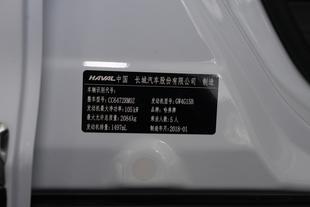 HAVAL 中国 长城汽车股份有限公司 制造
车辆识别代号：
整车型号：CC6472RM02 发动机型号：GW4G15B
发动机最大净功率：105kW 品牌：哈弗牌
最大允许总质量：2084kg 乘坐人数：5人
发动机排量：1497mL 制造年月：2018-01